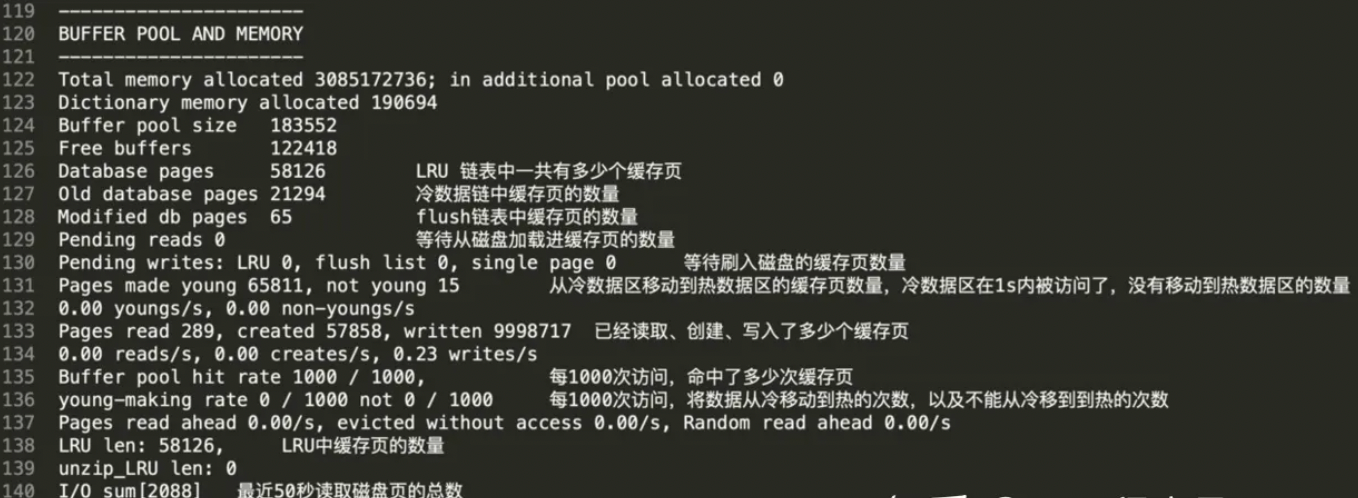 119 ----------------------
120 BUFFER POOL AND MEMORY
121 ----------------------
122 Total memory allocated 3085172736; in additional pool allocated 0
123 Dictionary memory allocated 190694
124 Buffer pool size 183552
125 Free buffers 122418
126 Database pages 58126 LRU 链表中一共有多少个缓存页
127 Old database pages 21294 冷数据链中缓存页的数量
128 Modified db pages 65 flush链表中缓存页的数量
129 Pending reads 0 等待从磁盘加载进缓存页的数量
130 Pending writes: LRU 0, flush list 0, single page 0 等待刷入磁盘的缓存页数量
131 Pages made young 65811, not young 15 从冷数据区移动到热数据区的缓存页数量，冷数据区在1s内被访问了，没有移动到热数据区的数量
132 0.00 youngs/s, 0.00 non-youngs/s
133 Pages read 289, created 57858, written 9998717 已经读取、创建、写入了多少个缓存页
134 0.00 reads/s, 0.00 creates/s, 0.23 writes/s
135 Buffer pool hit rate 1000 / 1000, 每1000次访问，命中了多少次缓存页
136 young-making rate 0 / 1000 not 0 / 1000 每1000次访问，将数据从冷移动到热的次数，以及不能从冷移到到热的次数
137 Pages read ahead 0.00/s, evicted without access 0.00/s, Random read ahead 0.00/s
138 LRU len: 58126, LRU中缓存页的数量
139 unzip_LRU len: 0
140 I/O sum[2088] 最近50秒读取磁盘页的总数